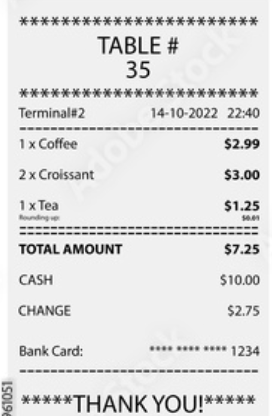 ************************
TABLE #
35
************************
Terminal#2 14-10-2022 22:40
1 x Coffee $2.99
2 x Croissant $3.00
1 x Tea $1.25
Rounding up: $0.01
TOTAL AMOUNT $7.25
CASH $10.00
CHANGE $2.75
Bank Card: **** **** **** 1234
*****THANK YOU!*****
961051
Adobe Stock